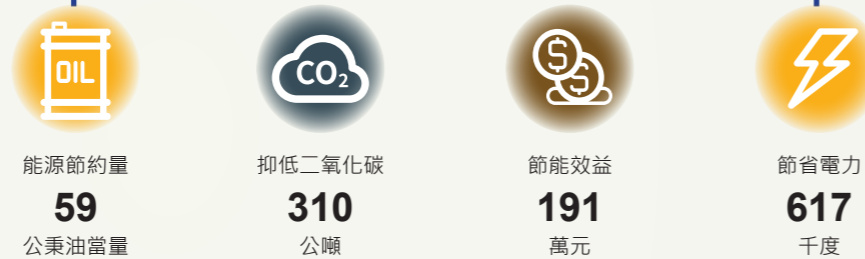 OIL
CO₂
$
$
能源節約量
抑低二氧化碳
節能效益
節省電力
59
310
191
617
公秉油當量
公噸
萬元
千度